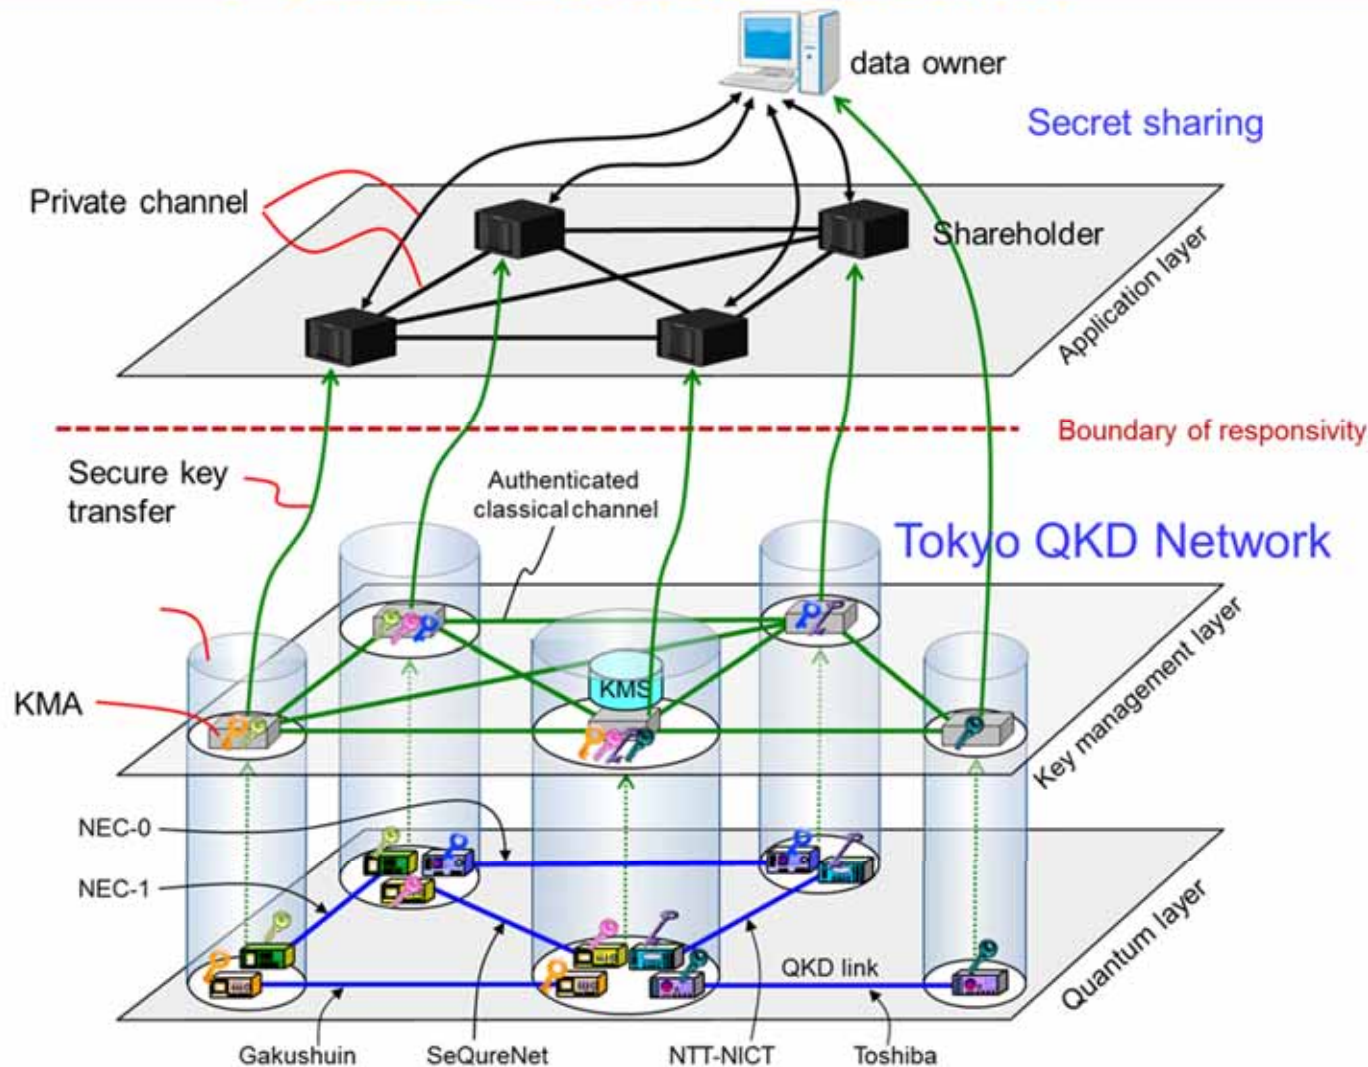 data owner
Secret sharing
Private channel
Shareholder
Application layer
Boundary of responsivity
Secure key
transfer
Authenticated
classical channel
Tokyo QKD Network
KMS
KMA
Key management layer
NEC-0
NEC-1
QKD link
Quantum layer
Gakushuin
SeQureNet
NTT-NICT
Toshiba